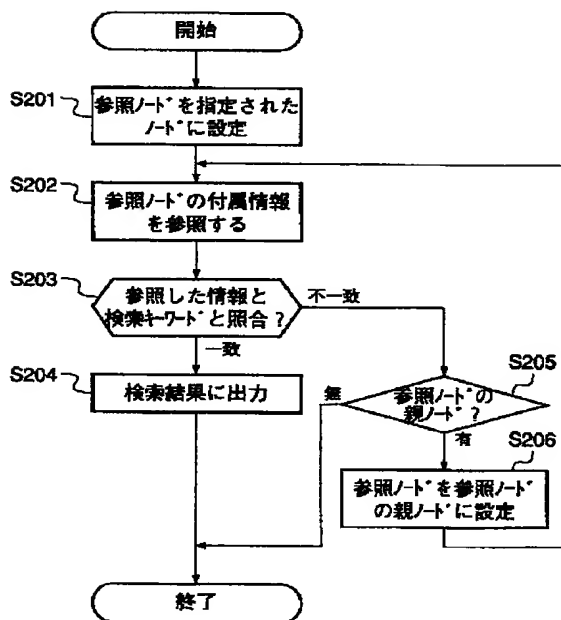 開始
S201
参照ﾉｰﾄﾞを指定された
ﾉｰﾄﾞに設定
S202
参照ﾉｰﾄﾞの付属情報
を参照する
S203
参照した情報と
検索ｷｰﾜｰﾄﾞと照合?
不一致
一致
S204
検索結果に出力
S205
無
参照ﾉｰﾄﾞの
親ﾉｰﾄﾞ?
有
S206
参照ﾉｰﾄﾞを参照ﾉｰﾄﾞ
の親ﾉｰﾄﾞに設定
終了